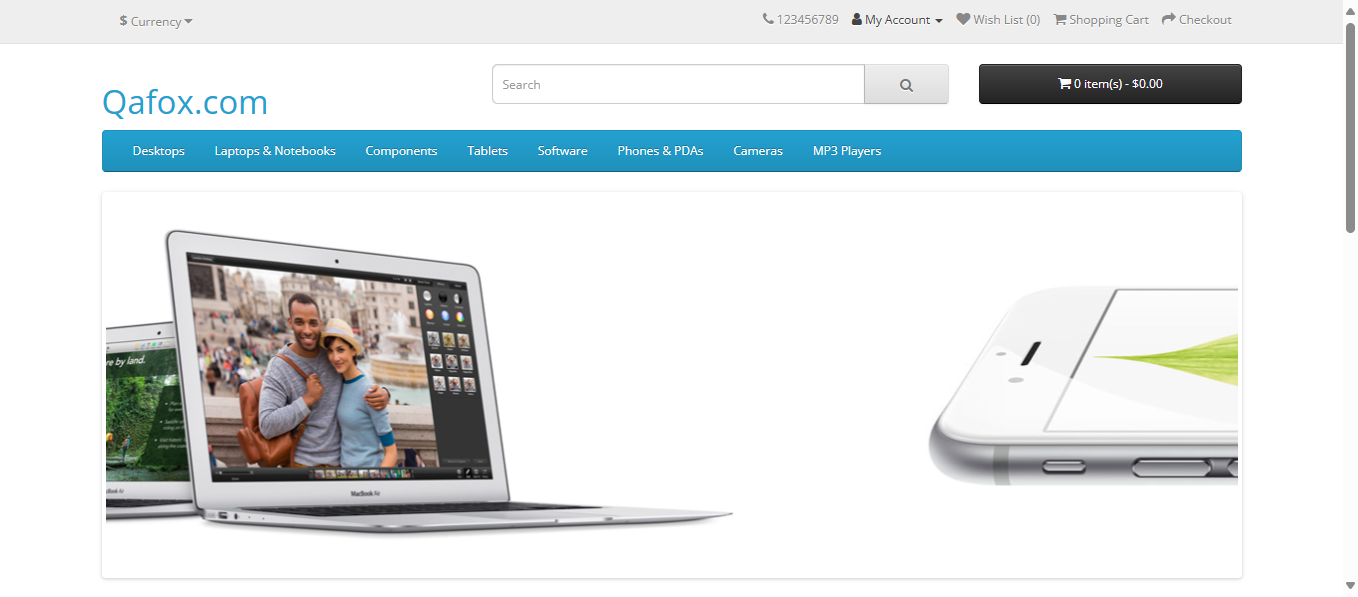 $ Currency
123456789 My Account Wish List (0) Shopping Cart Checkout
Qafox.com
Search
0 item(s) - $0.00
Desktops Laptops & Notebooks Components Tablets Software Phones & PDAs Cameras MP3 Players
re by land.
MacBook Air